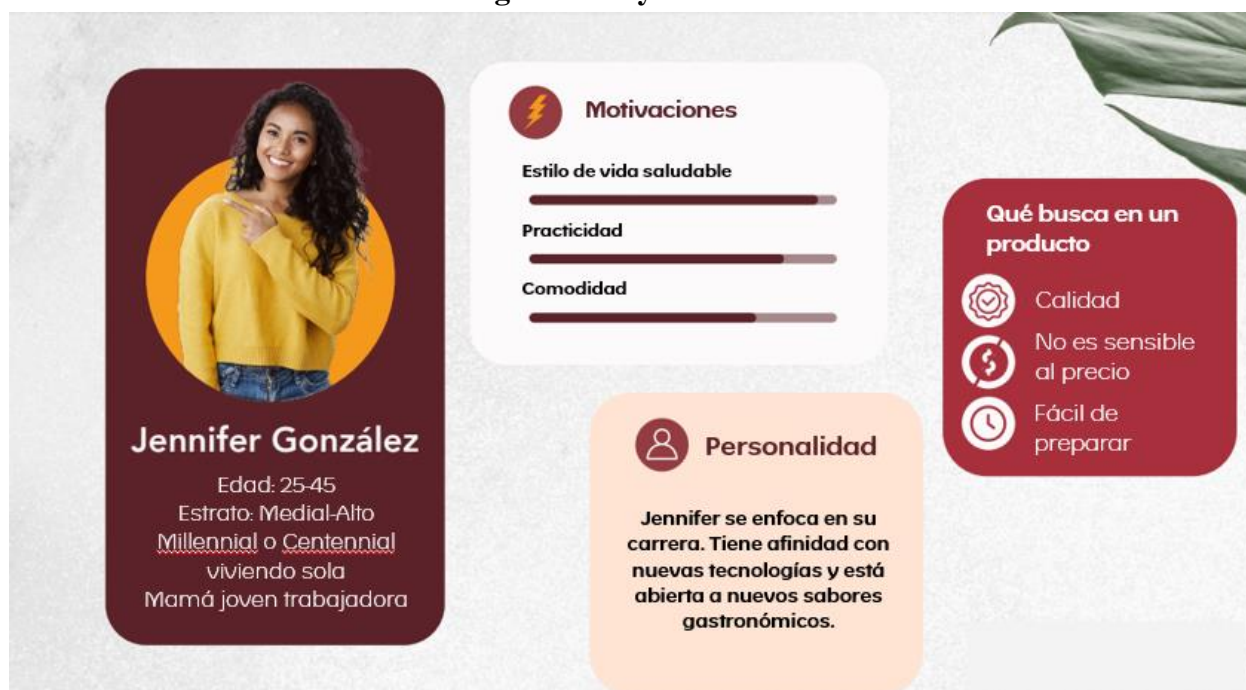 Jennifer González
Edad: 25-45
Estrato: Medial-Alto
Millennial o Centennial
viviendo sola
Mamá joven trabajadora
Motivaciones
Estilo de vida saludable
Practicidad
Comodidad
Personalidad
Jennifer se enfoca en su
carrera. Tiene afinidad con
nuevas tecnologías y está
abierta a nuevos sabores
gastronómicos.
Qué busca en un
producto
Calidad
No es sensible
al precio
Fácil de
preparar